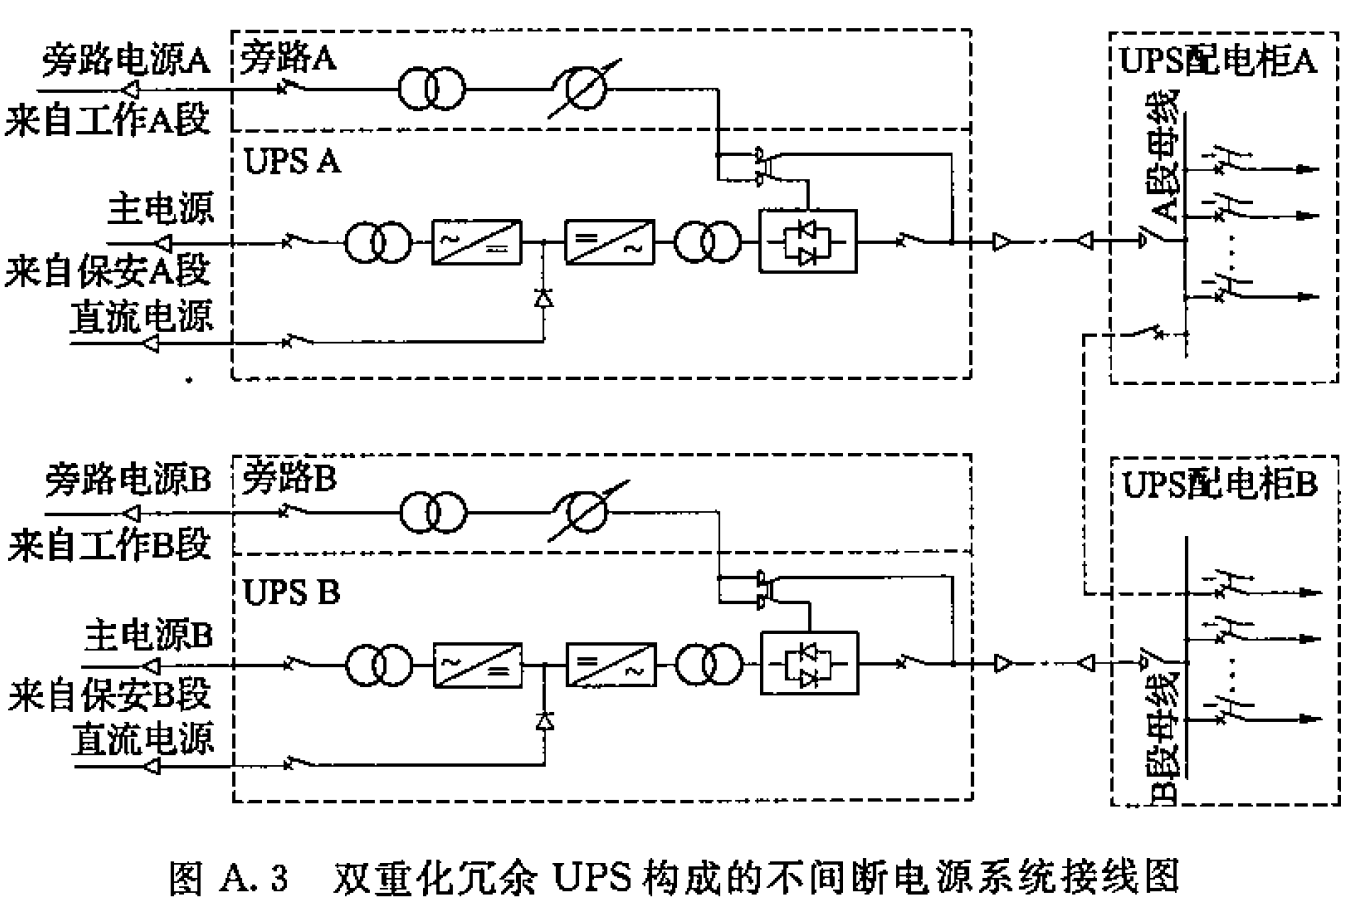 旁路电源A
旁路A
来自工作A段
UPS A
主电源
来自保安A段
直流电源
UPS配电柜A
A段母线
旁路电源B
旁路B
来自工作B段
UPS B
主电源B
来自保安B段
直流电源
UPS配电柜B
B段母线
图 A.3 双重化冗余 UPS 构成的不间断电源系统接线图